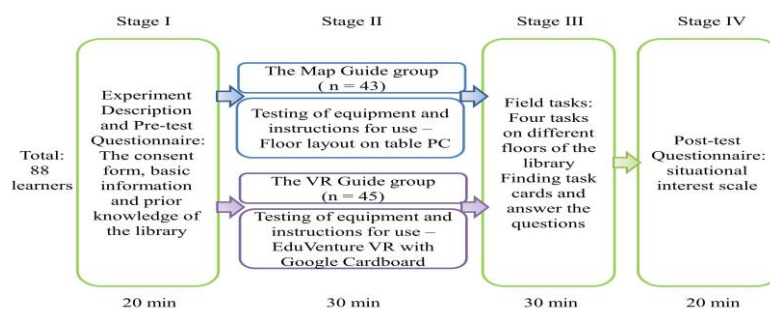 Stage I
Stage II
Stage III
Stage IV
Total:
88
learners
Experiment
Description
and Pre-test
Questionnaire:
The consent
form, basic
information
and prior
knowledge of
the library
The Map Guide group
( n = 43)
Testing of equipment and
instructions for use –
Floor layout on table PC
The VR Guide group
(n = 45)
Testing of equipment and
instructions for use –
EduVenture VR with
Google Cardboard
Field tasks:
Four tasks
on different
floors of the
library
Finding task
cards and
answer the
questions
Post-test
Questionnaire:
situational
interest scale
20 min
30 min
30 min
20 min